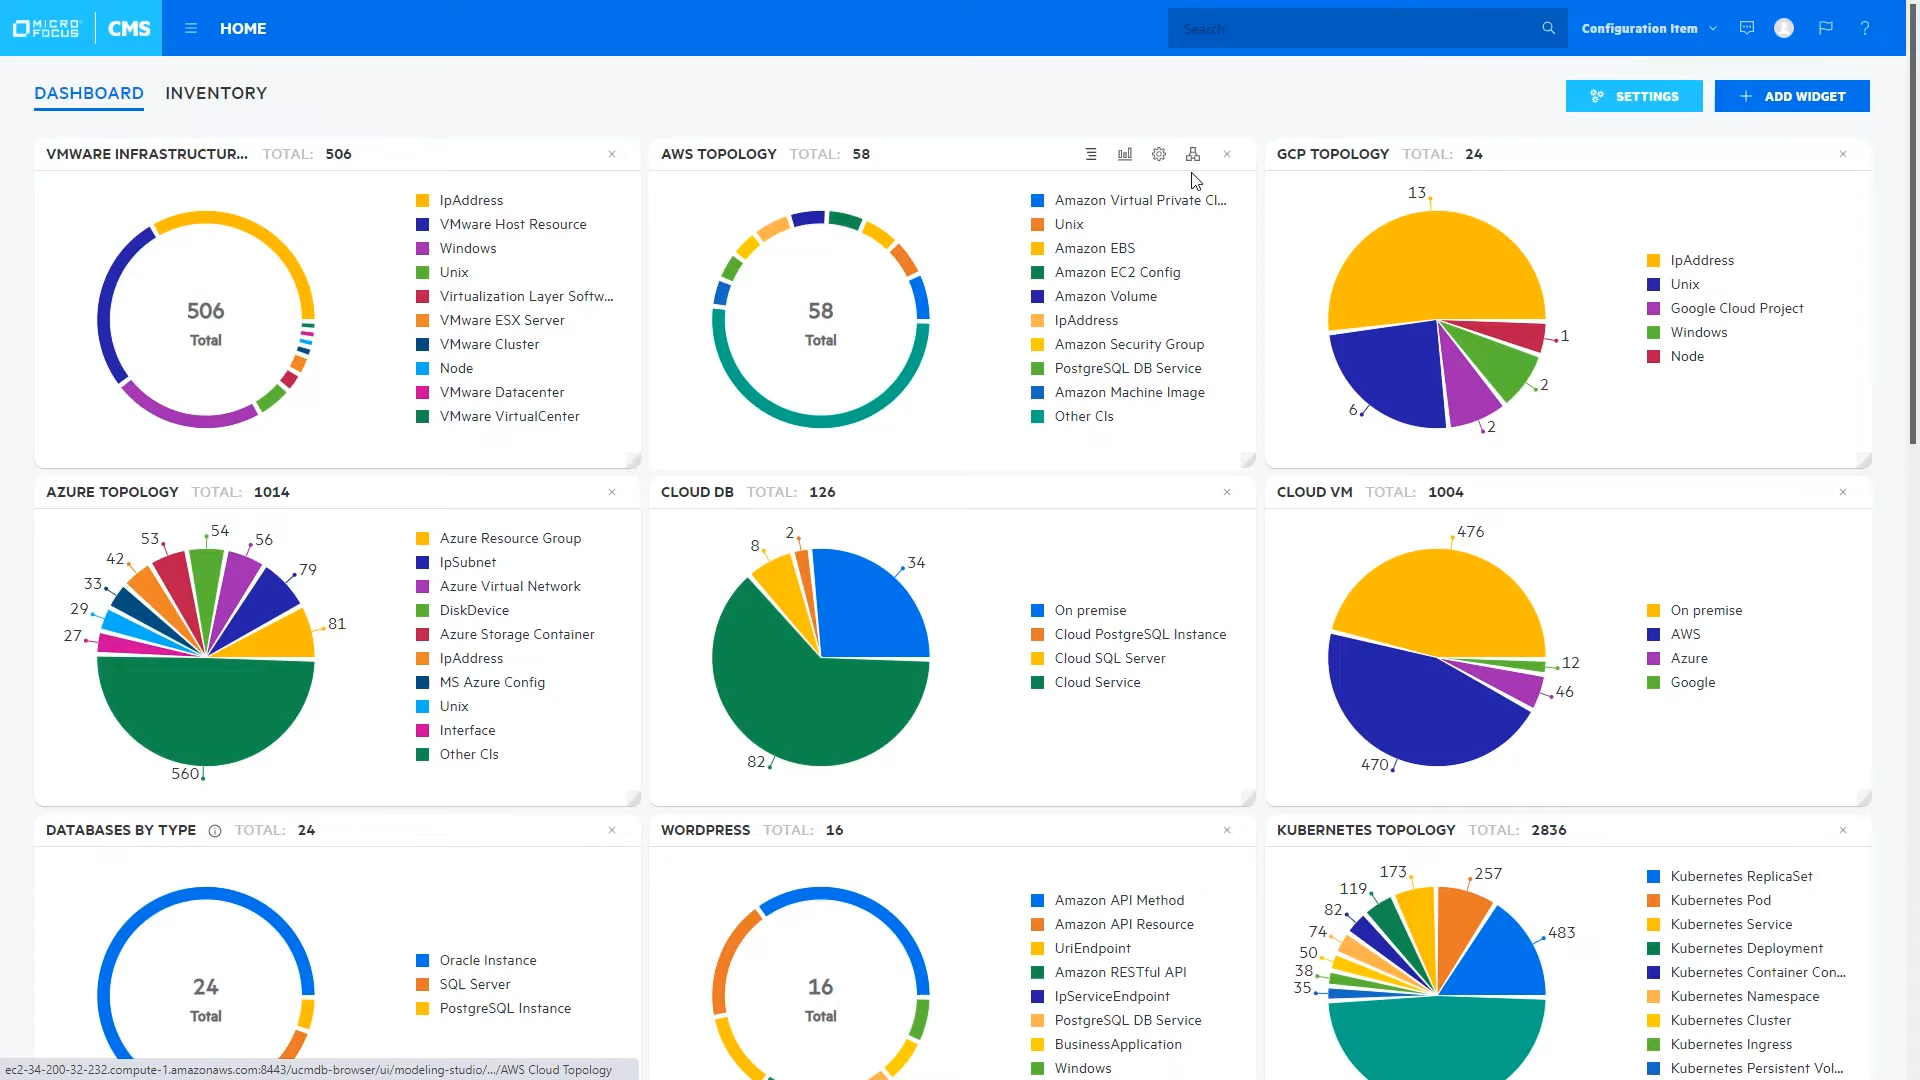 MICRO FOCUS CMS HOME Search Configuration Item ?
DASHBOARD INVENTORY SETTINGS + ADD WIDGET
VMWARE INFRASTRUCTUR... TOTAL: 506
506
Total
IpAddress
VMware Host Resource
Windows
Unix
Virtualization Layer Softw...
VMware ESX Server
VMware Cluster
Node
VMware Datacenter
VMware VirtualCenter
AWS TOPOLOGY TOTAL: 58
58
Total
Amazon Virtual Private Cl...
Unix
Amazon EBS
Amazon EC2 Config
Amazon Volume
IpAddress
Amazon Security Group
PostgreSQL DB Service
Amazon Machine Image
Other CIs
GCP TOPOLOGY TOTAL: 24
13
1
2
2
6
IpAddress
Unix
Google Cloud Project
Windows
Node
AZURE TOPOLOGY TOTAL: 1014
54
53
56
42
79
33
29
81
27
560
Azure Resource Group
IpSubnet
Azure Virtual Network
DiskDevice
Azure Storage Container
IpAddress
MS Azure Config
Unix
Interface
Other CIs
CLOUD DB TOTAL: 126
2
8
34
82
On premise
Cloud PostgreSQL Instance
Cloud SQL Server
Cloud Service
CLOUD VM TOTAL: 1004
476
12
46
470
On premise
AWS
Azure
Google
DATABASES BY TYPE TOTAL: 24
24
Total
Oracle Instance
SQL Server
PostgreSQL Instance
WORDPRESS TOTAL: 16
16
Total
Amazon API Method
Amazon API Resource
UriEndpoint
Amazon RESTful API
IpServiceEndpoint
PostgreSQL DB Service
BusinessApplication
Windows
KUBERNETES TOPOLOGY TOTAL: 2836
173
257
119
82
483
74
50
38
35
Kubernetes ReplicaSet
Kubernetes Pod
Kubernetes Service
Kubernetes Deployment
Kubernetes Container Con...
Kubernetes Namespace
Kubernetes Cluster
Kubernetes Ingress
Kubernetes Persistent Vol...
ec2-34-200-32-232.compute-1.amazonaws.com:8443/ucmdb-browser/ui/modeling-studio/.../AWS Cloud Topology